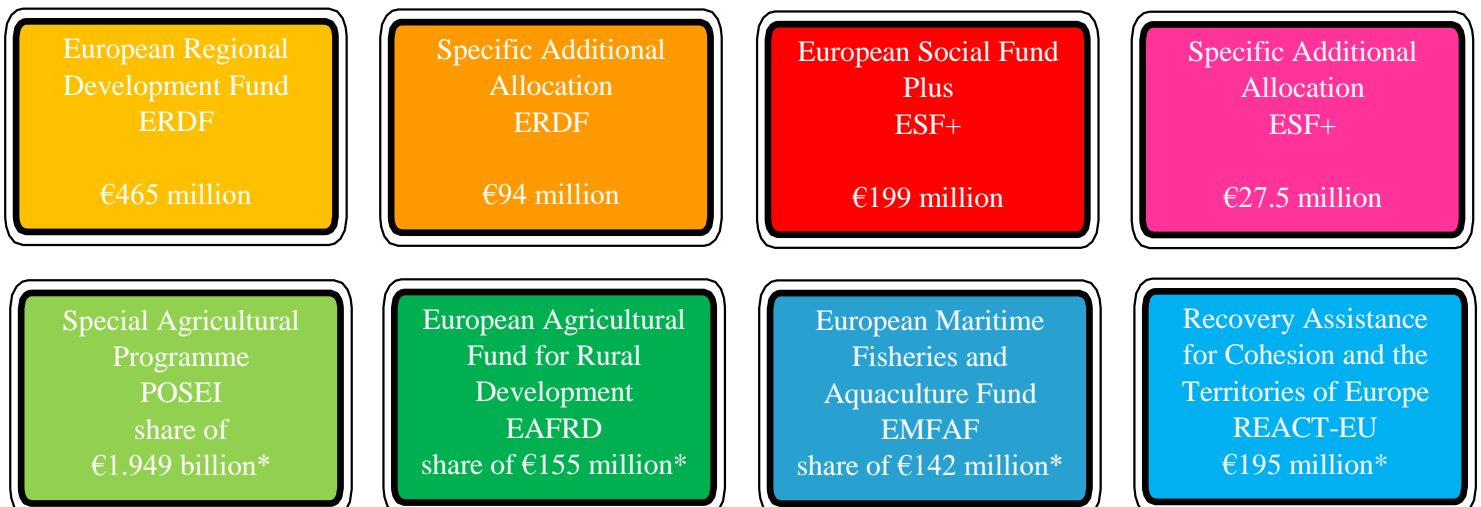 European Regional
Development Fund
ERDF
€465 million
Specific Additional
Allocation
ERDF
€94 million
European Social Fund
Plus
ESF+
€199 million
Specific Additional
Allocation
ESF+
€27.5 million
Special Agricultural
Programme
POSEI
share of
€1.949 billion*
European Agricultural
Fund for Rural
Development
EAFRD
share of €155 million*
European Maritime
Fisheries and
Aquaculture Fund
EMFAF
share of €142 million*
Recovery Assistance
for Cohesion and the
Territories of Europe
REACT-EU
€195 million*